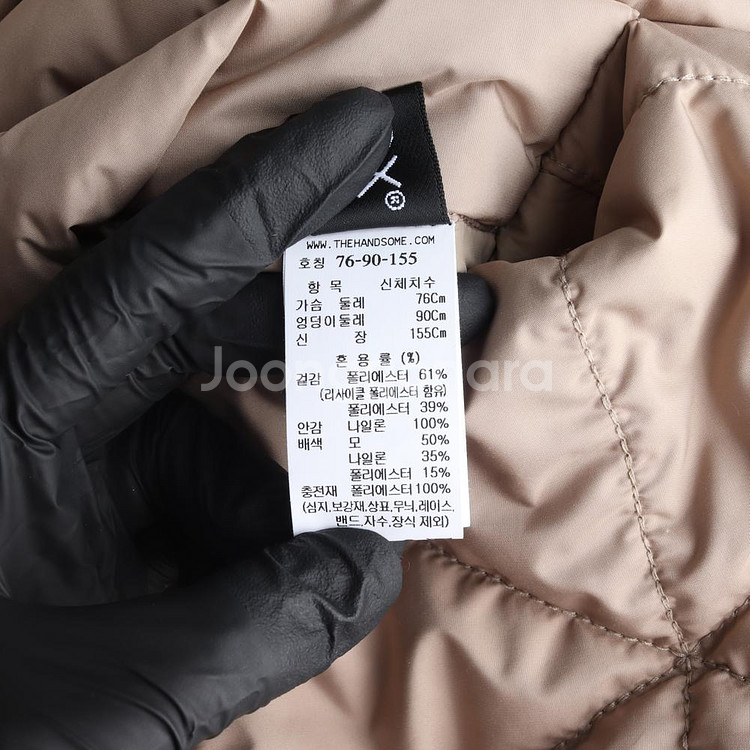 ®
WWW.THEHANDSOME.COM
호칭 76-90-155
항 목 신체치수
가슴 둘레 76Cm
엉덩이둘레 90Cm
신 장 155Cm
혼 용 률 (%)
겉감 폴리에스터 61%
(리사이클 폴리에스터 함유)
폴리에스터 39%
안감 나일론 100%
배색 모 50%
나일론 35%
폴리에스터 15%
충전재 폴리에스터 100%
(심지,보강재,상표,무늬,레이스,
밴드,자수,장식 제외)